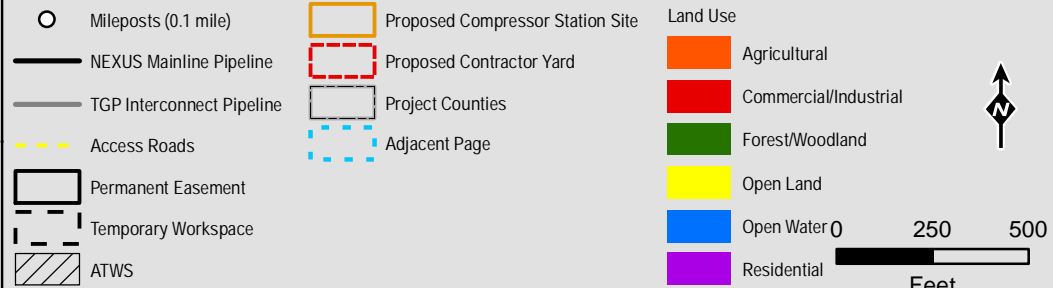 Mileposts (0.1 mile)
NEXUS Mainline Pipeline
TGP Interconnect Pipeline
Access Roads
Permanent Easement
Temporary Workspace
ATWS
Proposed Compressor Station Site
Proposed Contractor Yard
Project Counties
Adjacent Page
Land Use
Agricultural
Commercial/Industrial
Forest/Woodland
Open Land
Open Water
Residential
N
0 250 500
Feet